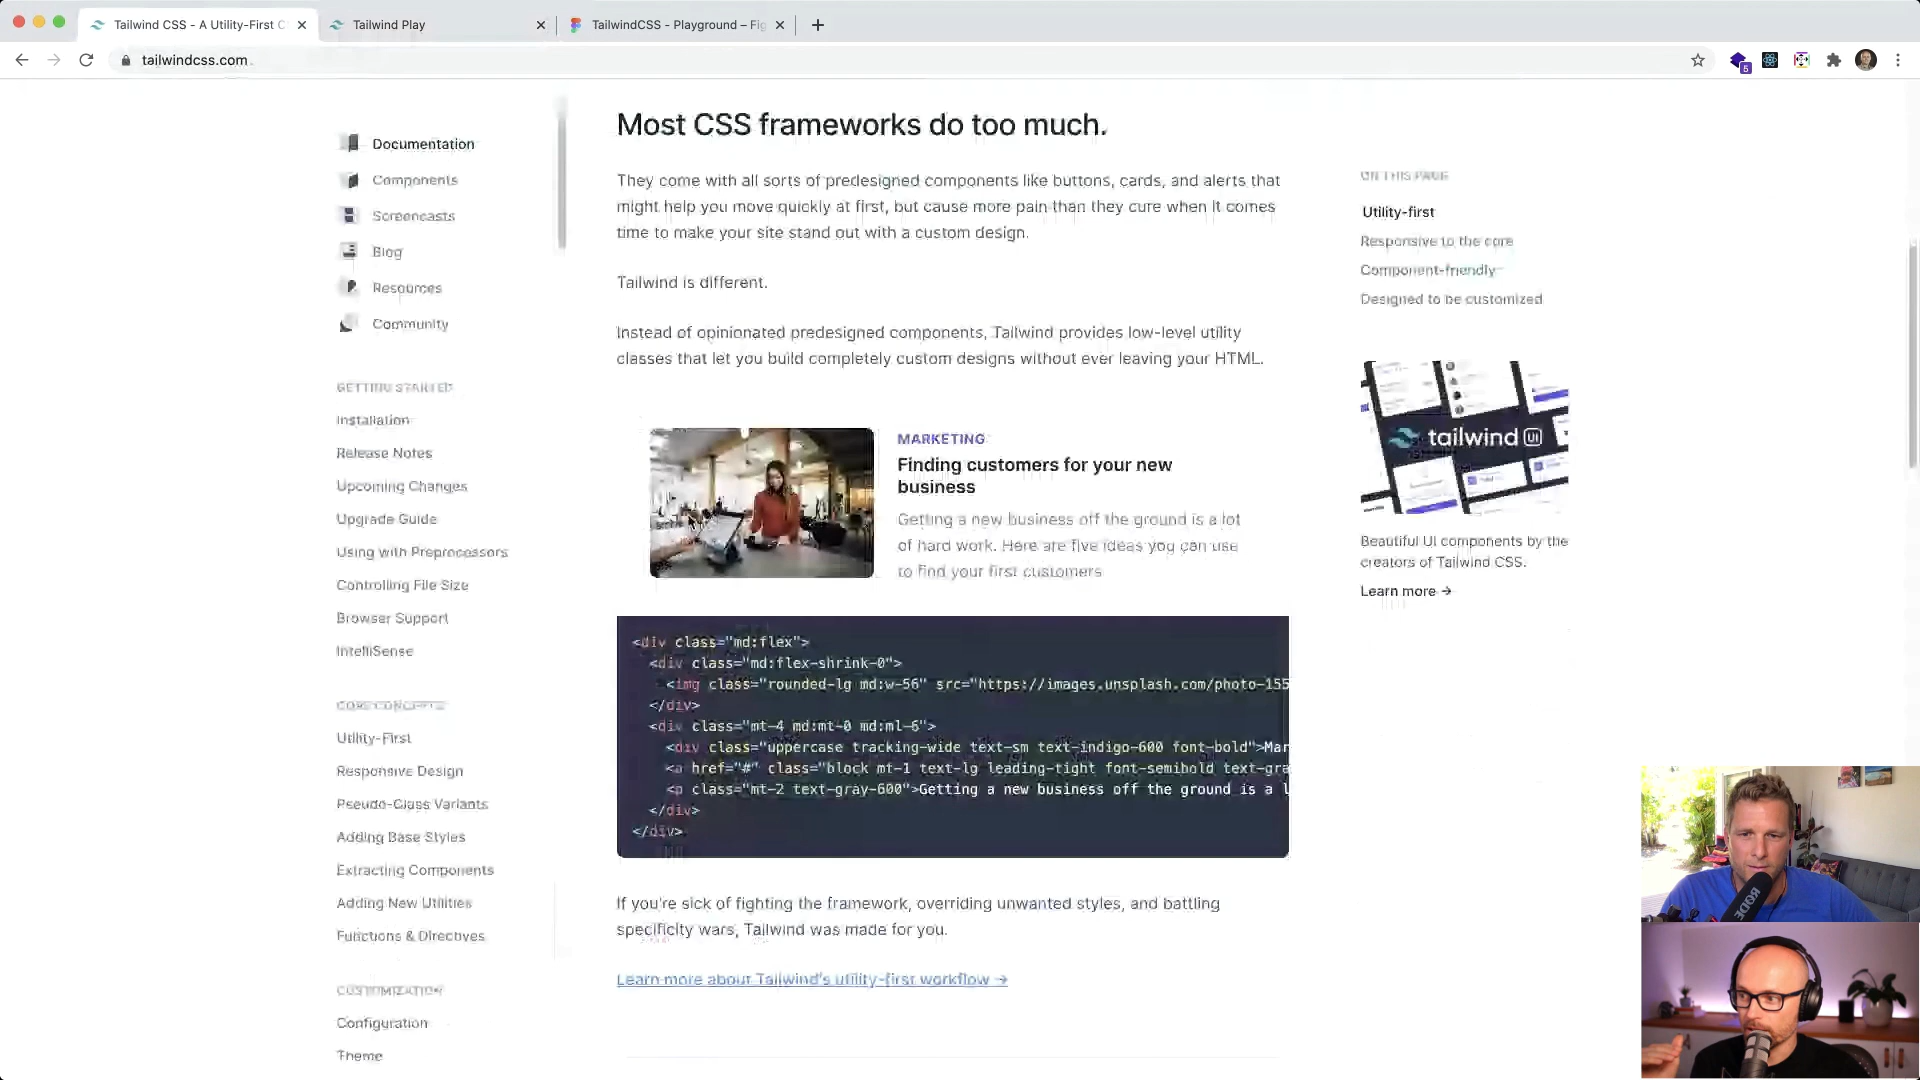 Tailwind CSS - A Utility-First C
Tailwind Play
TailwindCSS - Playground – Fig
tailwindcss.com
5
Documentation
Components
Screencasts
Blog
Resources
Community
GETTING STARTED
Installation
Release Notes
Upcoming Changes
Upgrade Guide
Using with Preprocessors
Controlling File Size
Browser Support
IntelliSense
CORE CONCEPTS
Utility-First
Responsive Design
Pseudo-Class Variants
Adding Base Styles
Extracting Components
Adding New Utilities
Functions & Directives
CUSTOMIZATION
Configuration
Theme
Most CSS frameworks do too much.
They come with all sorts of predesigned components like buttons, cards, and alerts that
might help you move quickly at first, but cause more pain than they cure when it comes
time to make your site stand out with a custom design.
Tailwind is different.
Instead of opinionated predesigned components, Tailwind provides low-level utility
classes that let you build completely custom designs without ever leaving your HTML.
MARKETING
Finding customers for your new
business
Getting a new business off the ground is a lot
of hard work. Here are five ideas you can use
to find your first customers
<div class="md:flex">
<div class="md:flex-shrink-0">
<img class="rounded-lg md:w-56" src="https://images.unsplash.com/photo-155
</div>
<div class="mt-4 md:mt-0 md:ml-6">
<div class="uppercase tracking-wide text-sm text-indigo-600 font-bold">Mar
<a href="#" class="block mt-1 text-lg leading-tight font-semibold text-gra
<p class="mt-2 text-gray-600">Getting a new business off the ground is a l
</div>
</div>
If you're sick of fighting the framework, overriding unwanted styles, and battling
specificity wars, Tailwind was made for you.
Learn more about Tailwind's utility-first workflow →
ON THIS PAGE
Utility-first
Responsive to the core
Component-friendly
Designed to be customized
tailwind UI
Beautiful UI components by the
creators of Tailwind CSS.
Learn more →
RODE